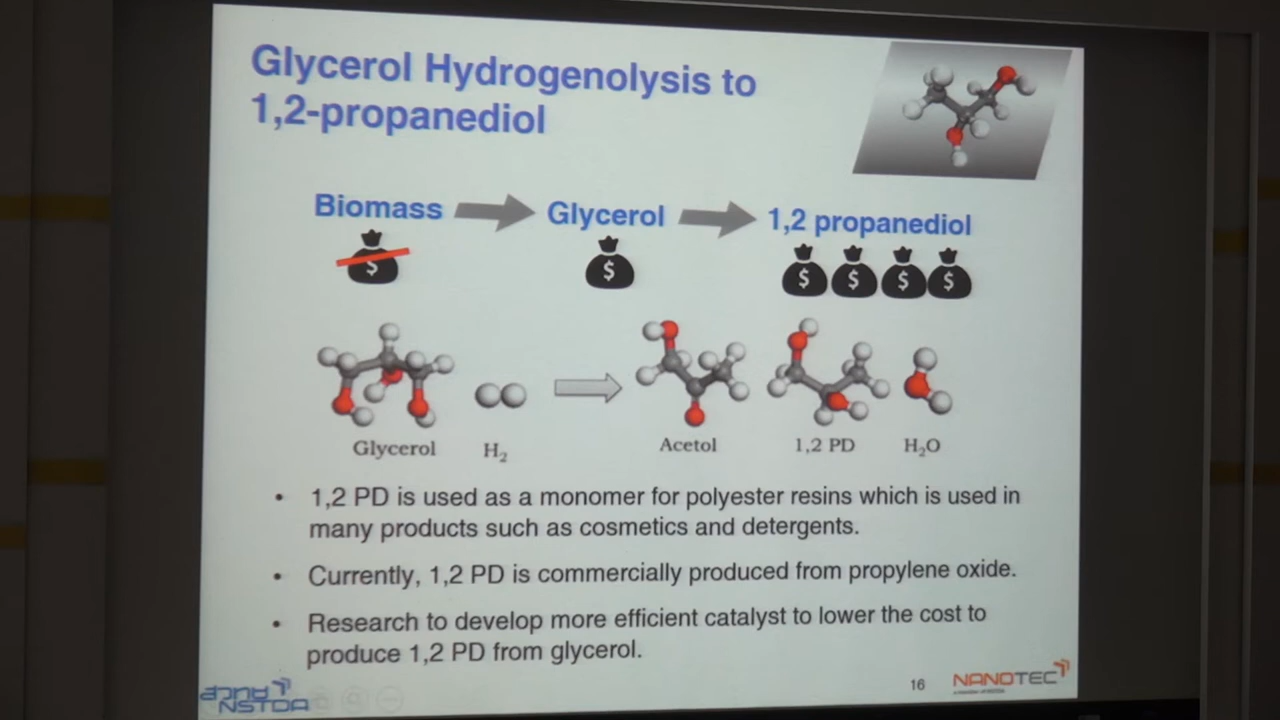 Glycerol Hydrogenolysis to
1,2-propanediol
Biomass Glycerol 1,2 propanediol
$ $ $ $ $ $
Glycerol H₂ Acetol 1,2 PD H₂O
• 1,2 PD is used as a monomer for polyester resins which is used in
many products such as cosmetics and detergents.
• Currently, 1,2 PD is commercially produced from propylene oxide.
• Research to develop more efficient catalyst to lower the cost to
produce 1,2 PD from glycerol.
NSTDA
16
NANOTEC